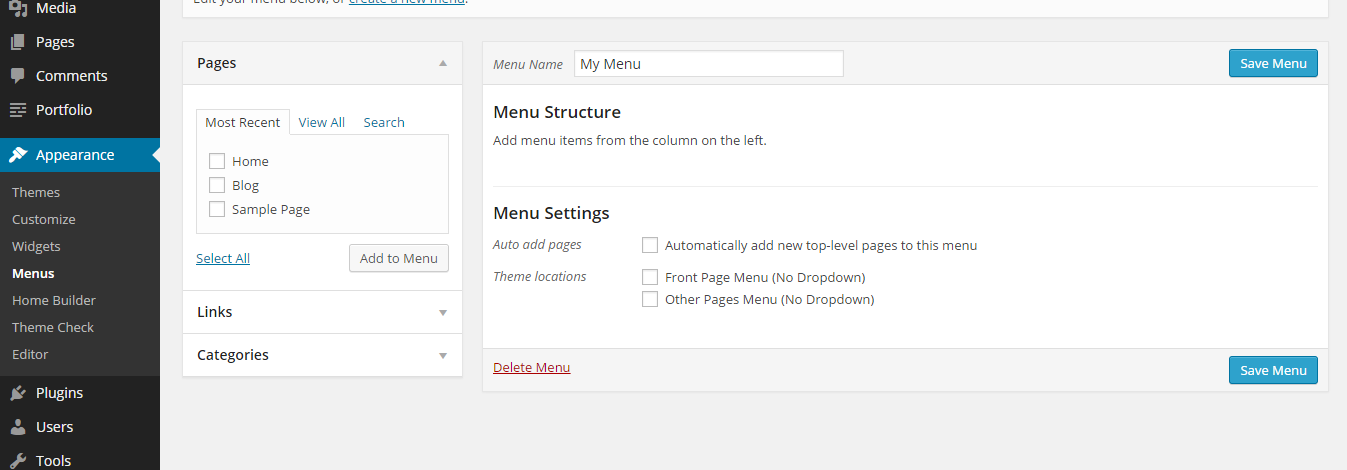 Media
Pages
Comments
Portfolio
Appearance
Themes
Customize
Widgets
Menus
Home Builder
Theme Check
Editor
Plugins
Users
Tools
Edit your menu below, or create a new menu.
Pages
Most Recent View All Search
Home
Blog
Sample Page
Select All Add to Menu
Links
Categories
Menu Name My Menu Save Menu
Menu Structure
Add menu items from the column on the left.
Menu Settings
Auto add pages Automatically add new top-level pages to this menu
Theme locations Front Page Menu (No Dropdown)
Other Pages Menu (No Dropdown)
Delete Menu Save Menu